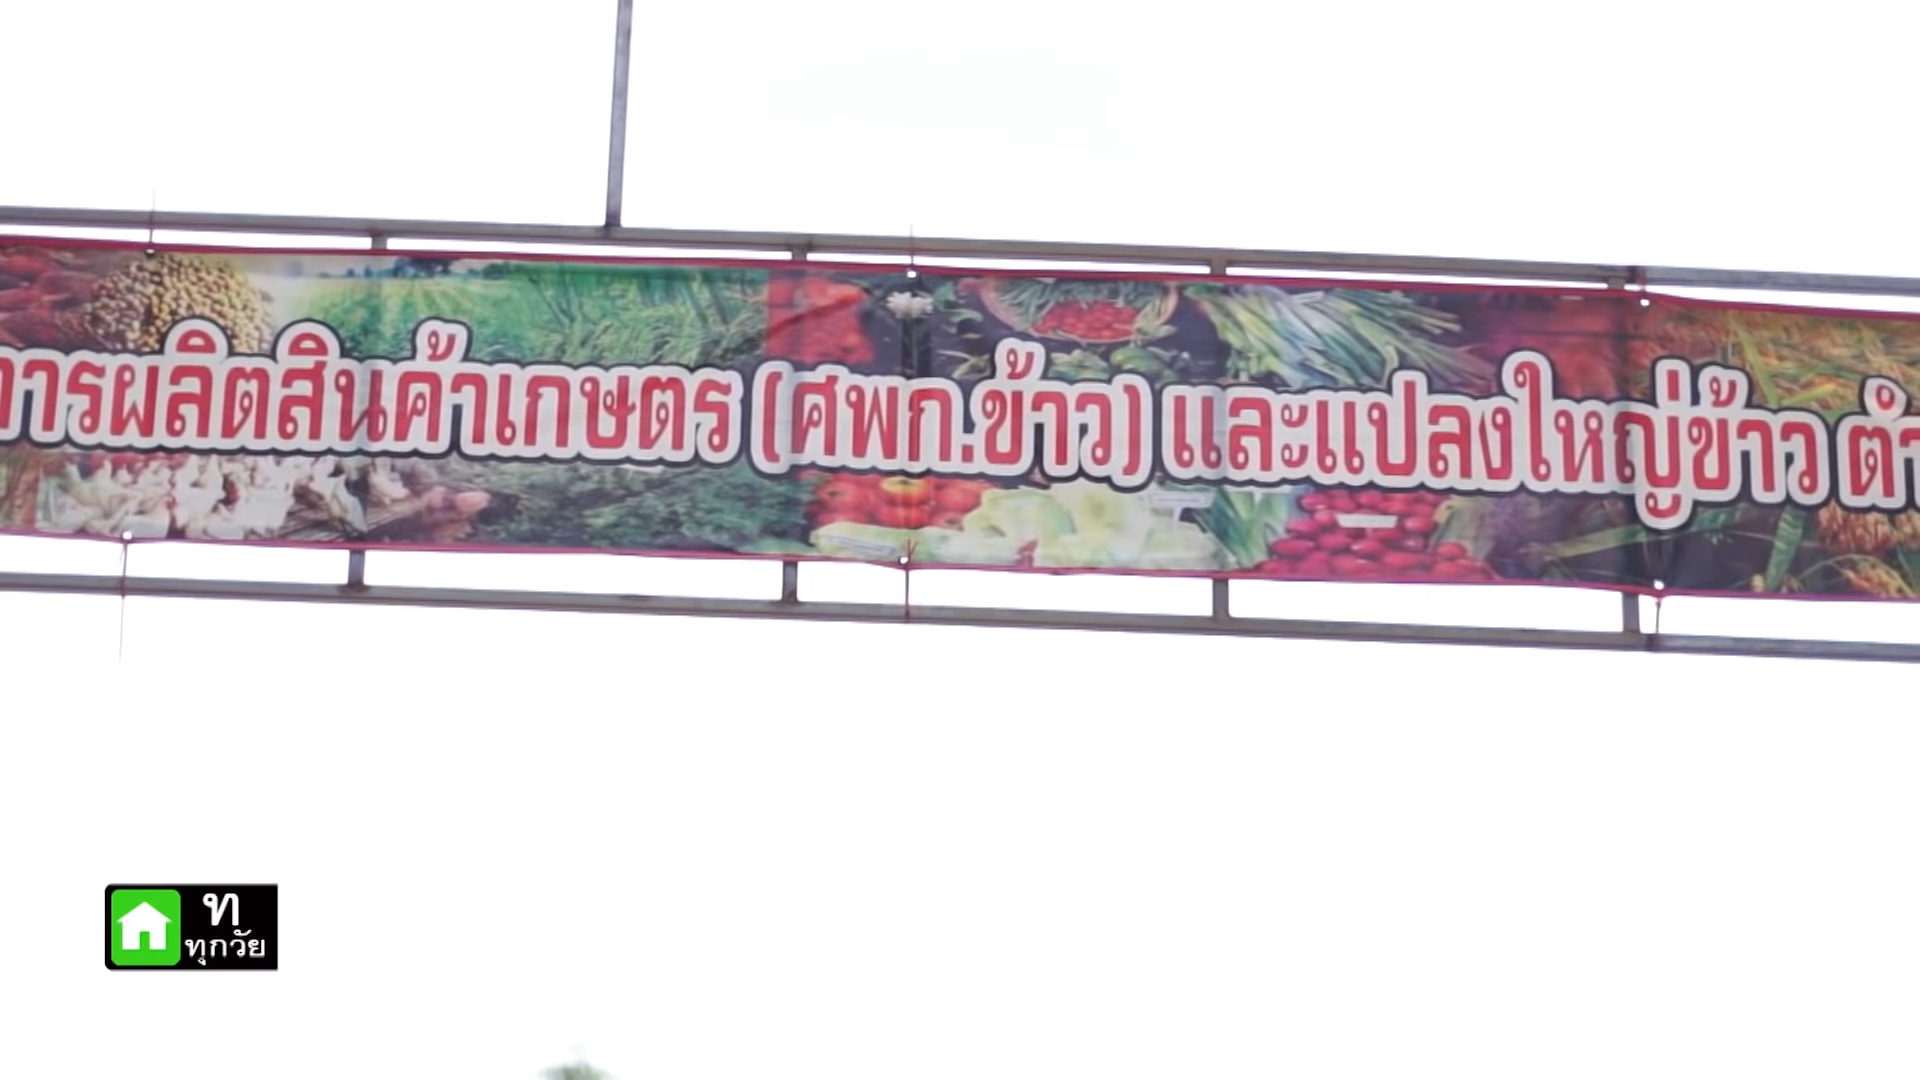 การผลิตสินค้าเกษตร (ศพก.ข้าว) และแปลงใหญ่ข้าว ตำ
ท
ทุกวัย